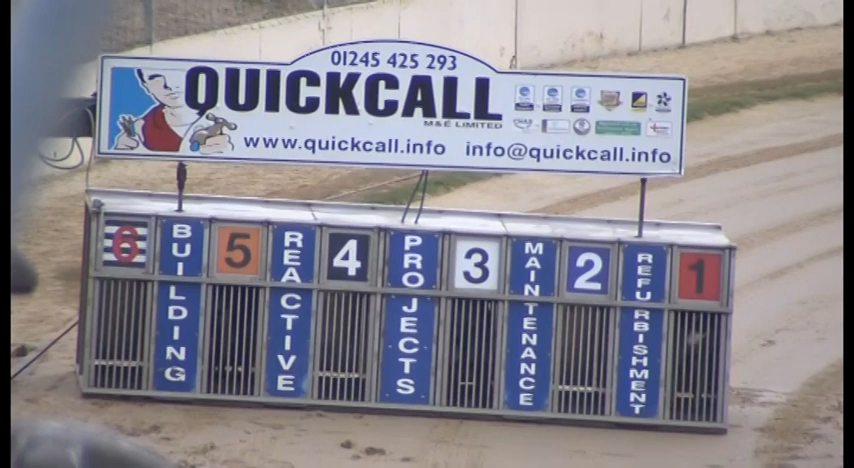 01245 425 293
QUICKCALL
M&E LIMITED
www.quickcall.info info@quickcall.info
6 BUILDING 5 REACTIVE 4 PROJECTS 3 MAINTENANCE 2 REFURBISHMENT 1